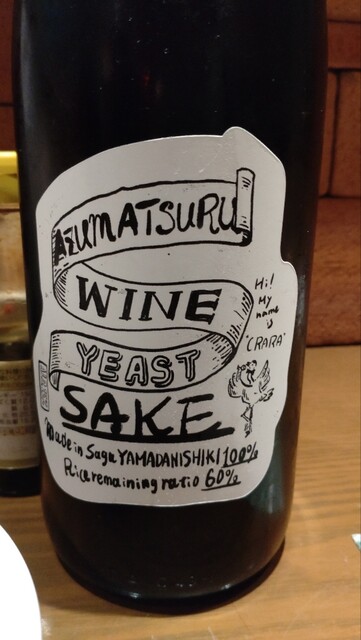 AZUMATSURU
WINE
YEAST
SAKE
Hi!
My
name
is
"CRARA"
Made in Saga YAMADANISHIKI 100%
Rice remaining ratio 60%